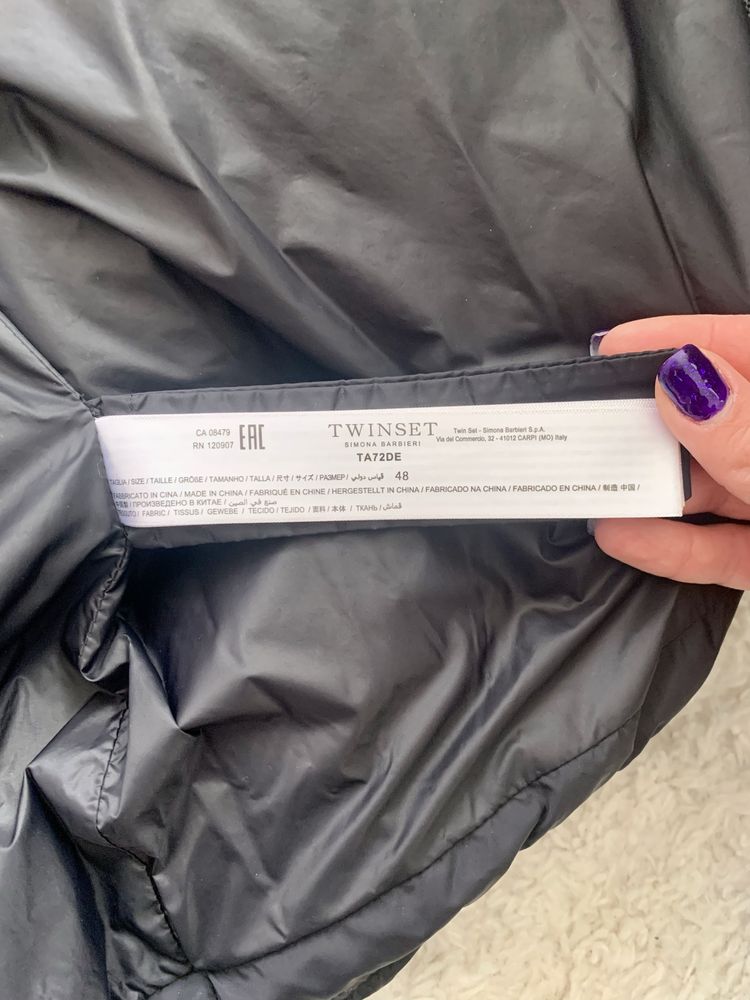 CA 08479
RN 120907
EAC
TWINSET
SIMONA BARBIERI
Twin Set - Simona Barbieri S.p.A.
Via del Commercio, 32 - 41012 CARPI (MO) Italy
TA72DE
TAGLIA / SIZE / TAILLE / GRÖßE / TAMANHO / TALLA / 尺寸 / サイズ / РАЗМЕР / قياس دولي 48
FABBRICATO IN CINA / MADE IN CHINA / FABRIQUÉ EN CHINE / HERGESTELLT IN CHINA / FABRICADO NA CHINA / FABRICADO EN CHINA / 制造 中国 /
/ ПРОИЗВЕДЕНО В КИТАЕ / صنع في الصين
/ FABRIC / TISSUS / GEWEBE / TECIDO / TEJIDO / 面料 / 本体 / ТКАНЬ / قماش